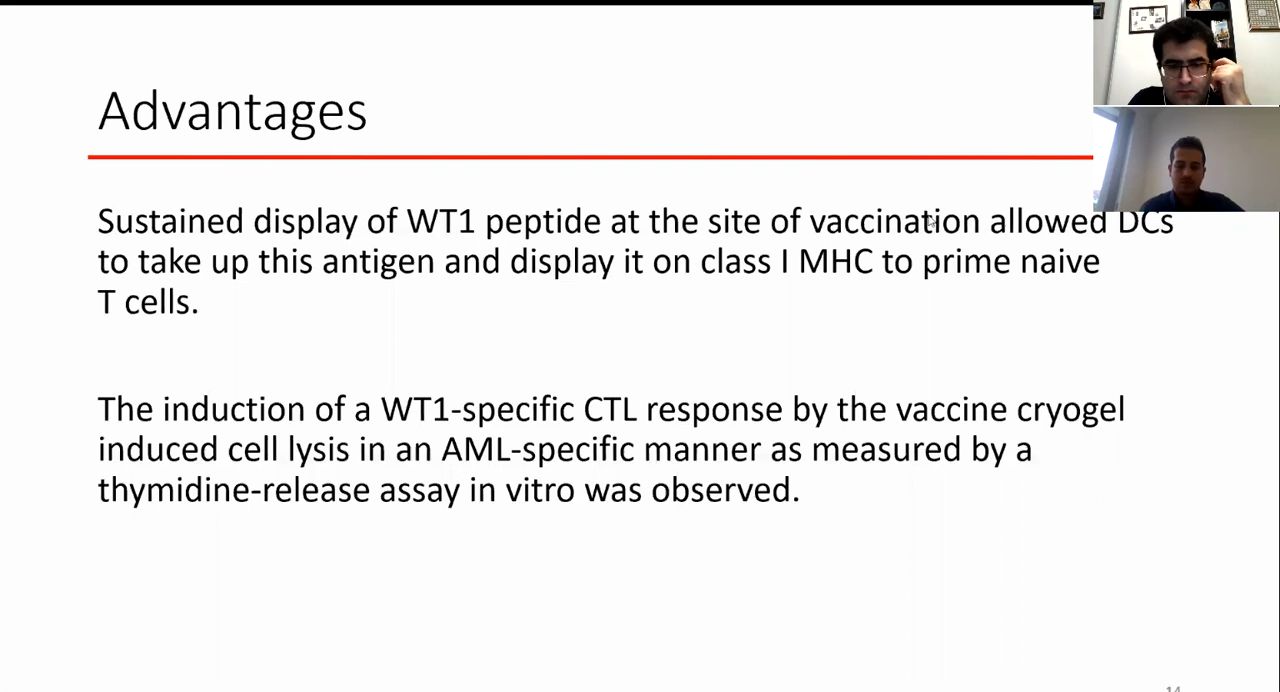 Advantages
Sustained display of WT1 peptide at the site of vaccination allowed DCs
to take up this antigen and display it on class I MHC to prime naive
T cells.
The induction of a WT1-specific CTL response by the vaccine cryogel
induced cell lysis in an AML-specific manner as measured by a
thymidine-release assay in vitro was observed.
14